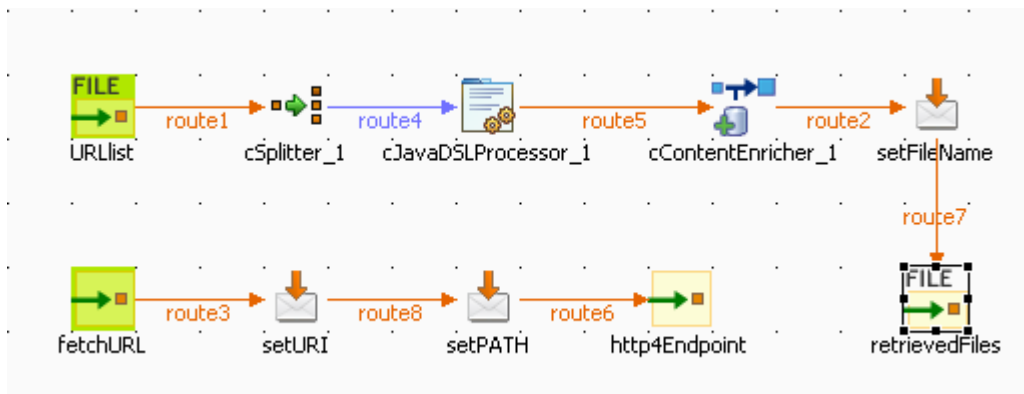 FILE
route1
route4
route5
route2
URLlist
cSplitter_1
cJavaDSLProcessor_1
cContentEnricher_1
setFileName
route7
FILE
route3
route8
route6
fetchURL
setURI
setPATH
http4Endpoint
retrievedFiles